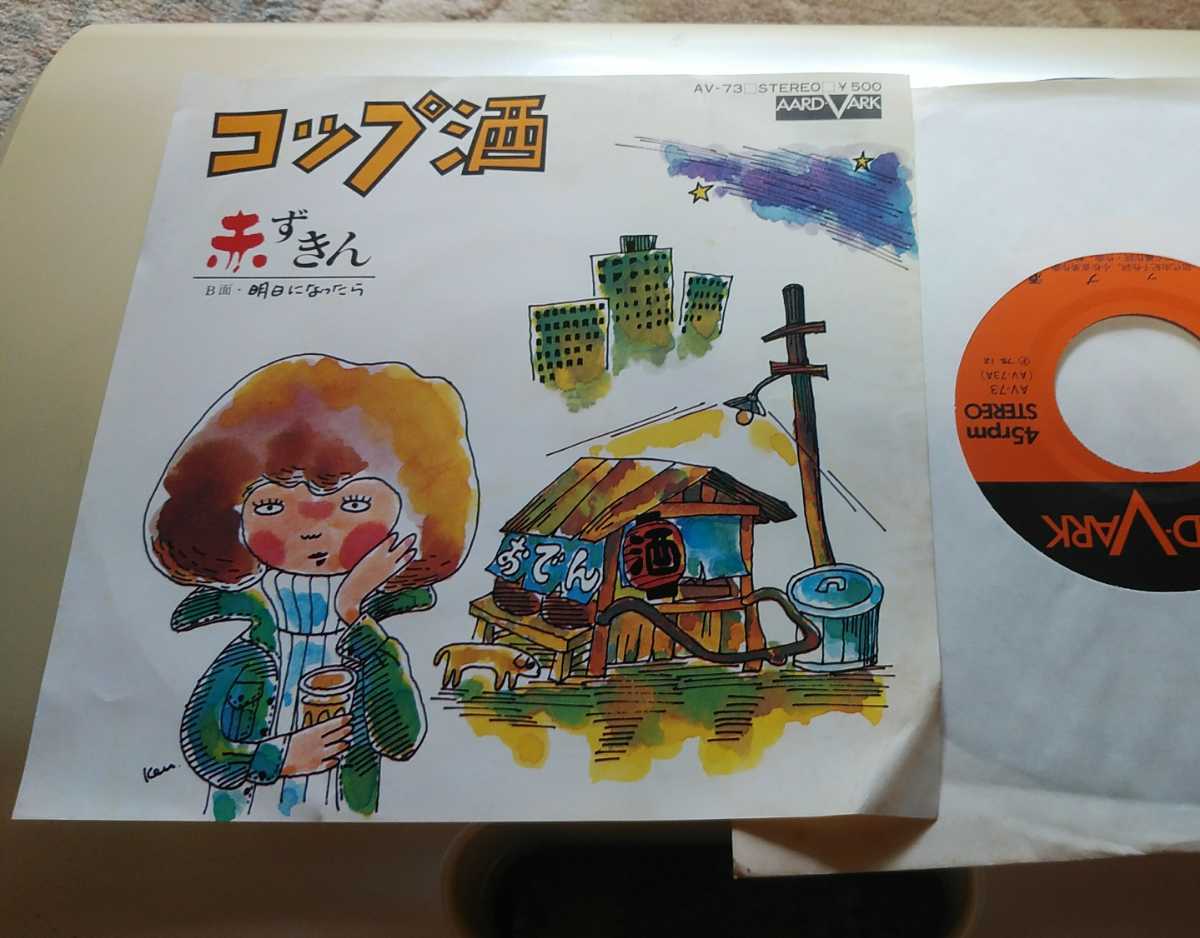 AV-73□STEREO□¥500
AARD-VARK
コップ酒
赤ずきん
B面・明日になったら
おでん
酒
Ken.
45rpm
STEREO
AV-73
(AV-73A)